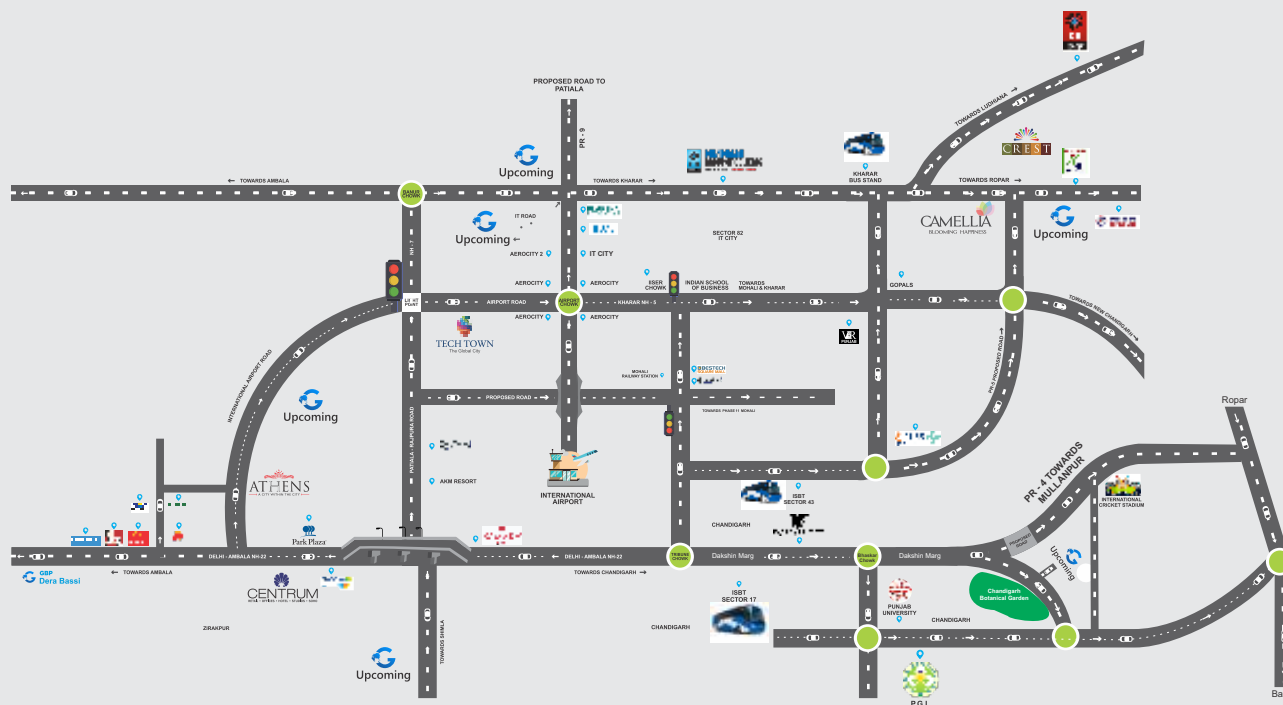 PROPOSED ROAD TO
PATIALA
PR - 9
TOWARDS LUDHIANA
CREST
Upcoming
KHARAR
BUS STAND
TOWARDS AMBALA
TOWARDS KHARAR
TOWARDS ROPAR
BANUR
CHOWK
IT ROAD
Upcoming
CAMELLIA
BLOOMING HAPPINESS
Upcoming
SECTOR 82
IT CITY
NH - 7
AEROCITY 2
IT CITY
AEROCITY
AEROCITY
IISER
CHOWK
INDIAN SCHOOL
OF BUSINESS
TOWARDS
MOHALI & KHARAR
GOPALS
POINT
AIRPORT ROAD
AIRPORT
CHOWK
KHARAR NH - 5
TOWARDS NEW CHANDIGARH
AEROCITY
AEROCITY
TECH TOWN
The Global City
VR
PUNJAB
PR-5 PROPOSED ROAD
INTERNATIONAL AIRPORT ROAD
MOHALI
RAILWAY STATION
BESTECH
SQUARE MALL
Upcoming
PROPOSED ROAD
TOWARDS PHASE 11 MOHALI
Ropar
PATIALA - RAJPURA ROAD
PR - 4 TOWARDS
MULLANPUR
ATHENS
A CITY WITHIN THE CITY
AKM RESORT
INTERNATIONAL
AIRPORT
ISBT
SECTOR 43
INTERNATIONAL
CRICKET STADIUM
CHANDIGARH
Park Plaza
PROPOSED
ROAD
DELHI - AMBALA NH-22
DELHI - AMBALA NH-22
TRIBUNE
CHOWK
Dakshin Marg
Bhaskar
Chowk
Dakshin Marg
Upcoming
GBP
Dera Bassi
TOWARDS AMBALA
TOWARDS CHANDIGARH
CENTRUM
ISBT
SECTOR 17
PUNJAB
UNIVERSITY
Chandigarh
Botanical Garden
ZIRAKPUR
CHANDIGARH
CHANDIGARH
TOWARDS SHIMLA
Upcoming
P.G.I
Ba